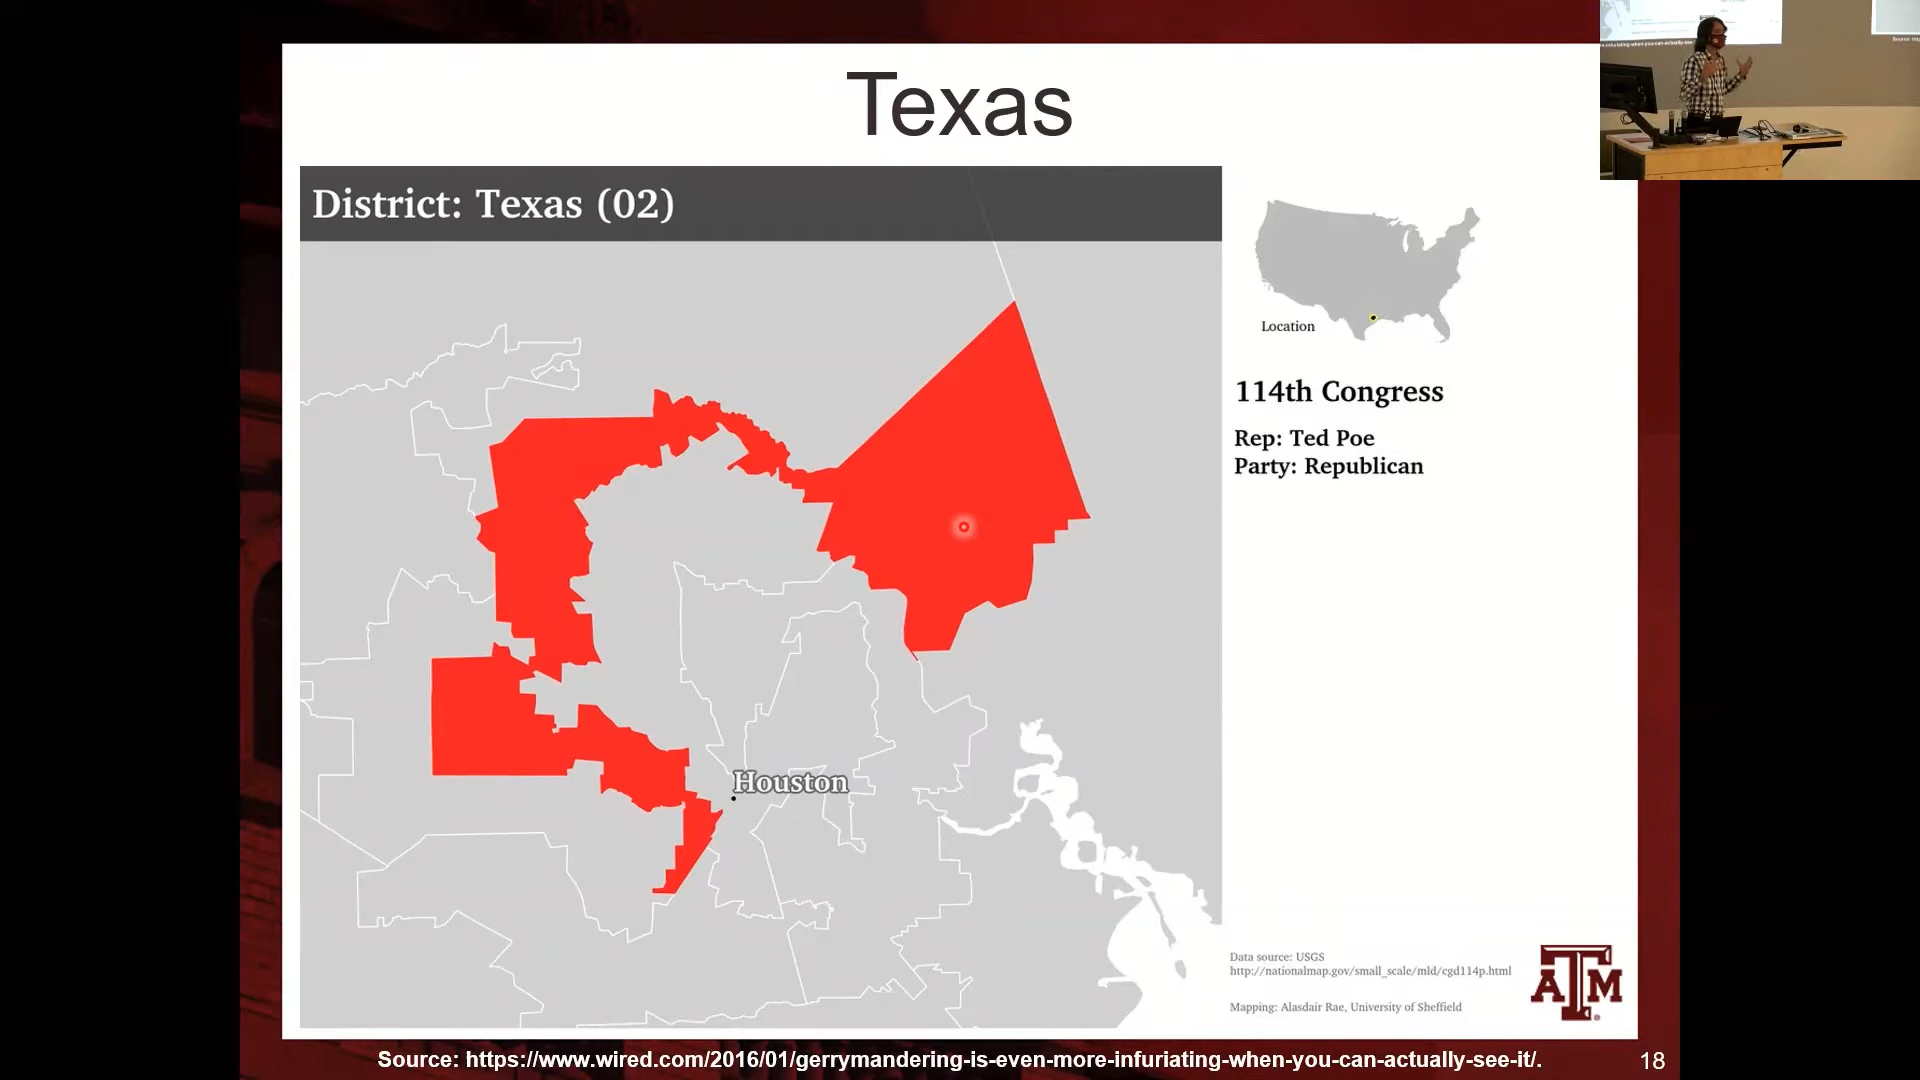 Texas
District: Texas (02)
Location
114th Congress
Rep: Ted Poe
Party: Republican
Houston
Data source: USGS
http://nationalmap.gov/small_scale/mld/cgd114p.html
Mapping: Alasdair Rae, University of Sheffield
ATM
Source: https://www.wired.com/2016/01/gerrymandering-is-even-more-infuriating-when-you-can-actually-see-it/.
18